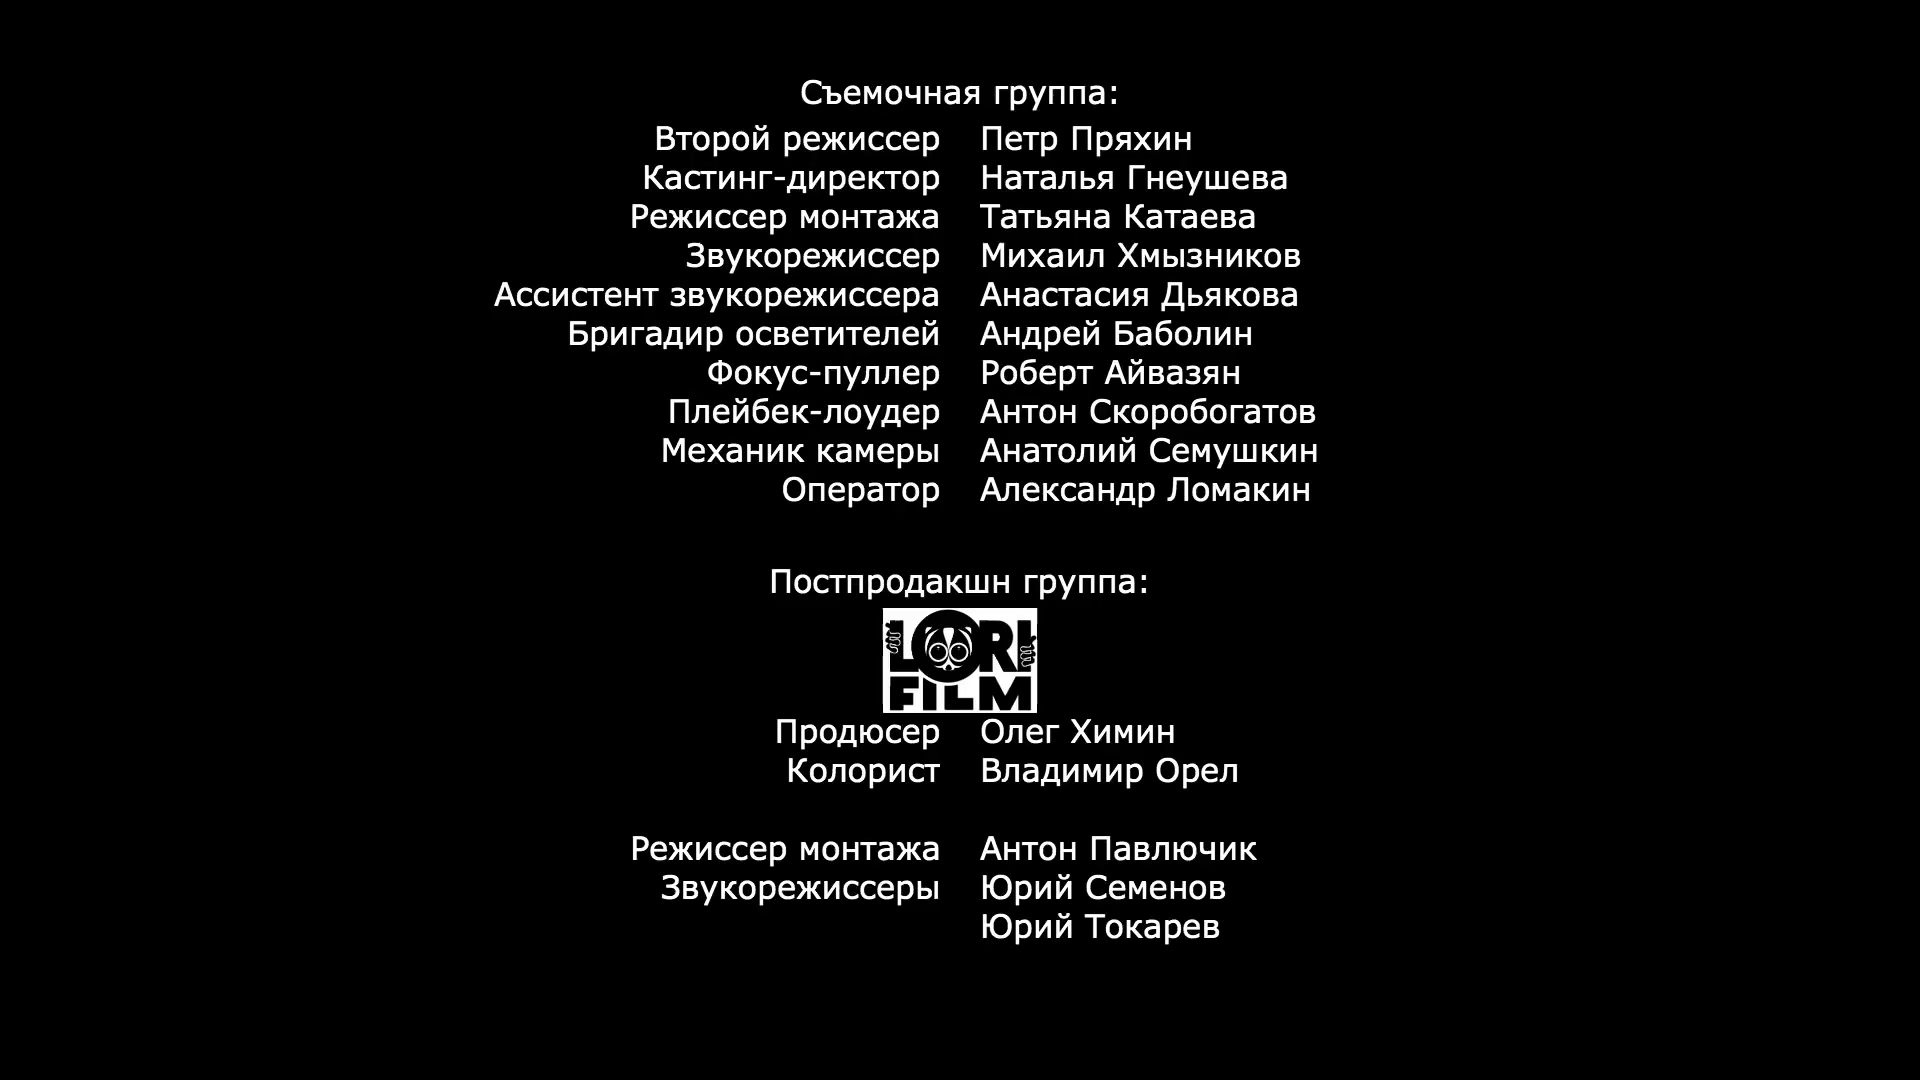 Съемочная группа:
Второй режиссер Петр Пряхин
Кастинг-директор Наталья Гнеушева
Режиссер монтажа Татьяна Катаева
Звукорежиссер Михаил Хмызников
Ассистент звукорежиссера Анастасия Дьякова
Бригадир осветителей Андрей Баболин
Фокус-пуллер Роберт Айвазян
Плейбек-лоудер Антон Скоробогатов
Механик камеры Анатолий Семушкин
Оператор Александр Ломакин
Постпродакшн группа:
LORI
FILM
Продюсер Олег Химин
Колорист Владимир Орел
Режиссер монтажа Антон Павлючик
Звукорежиссеры Юрий Семенов
Юрий Токарев